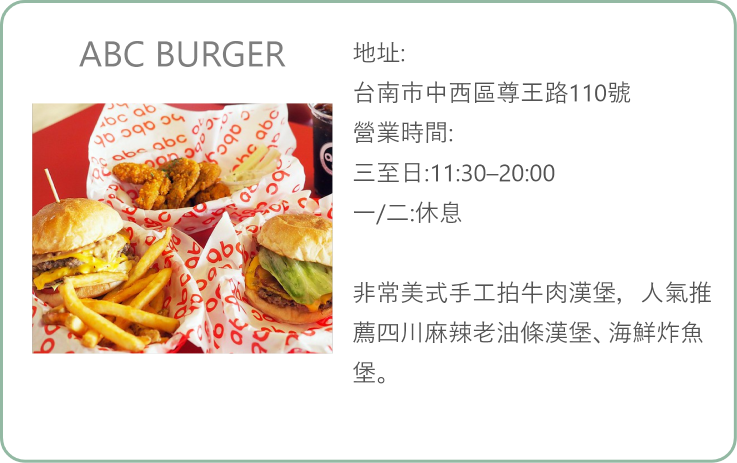 ABC BURGER
地址:
台南市中西區尊王路110號
營業時間:
三至日:11:30–20:00
一/二:休息
非常美式手工拍牛肉漢堡，人氣推
薦四川麻辣老油條漢堡、海鮮炸魚
堡。